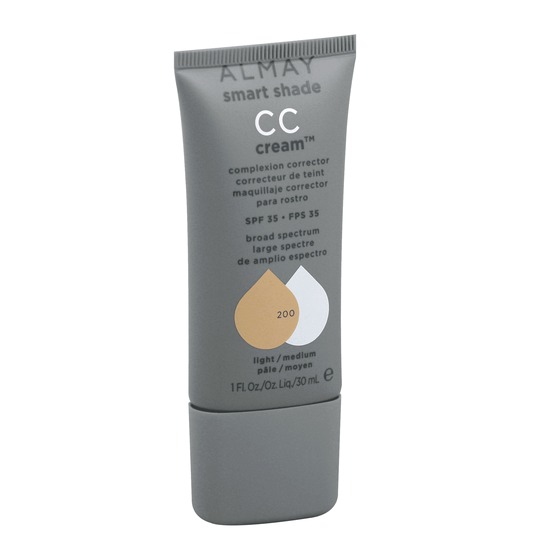 ALMAY
smart shade
CC
cream™
complexion corrector
correcteur de teint
maquillaje corrector
para rostro
SPF 35 • FPS 35
broad spectrum
large spectre
de amplio espectro
200
light / medium
pâle / moyen
1 Fl. Oz./Oz. Liq./30 mL ℮